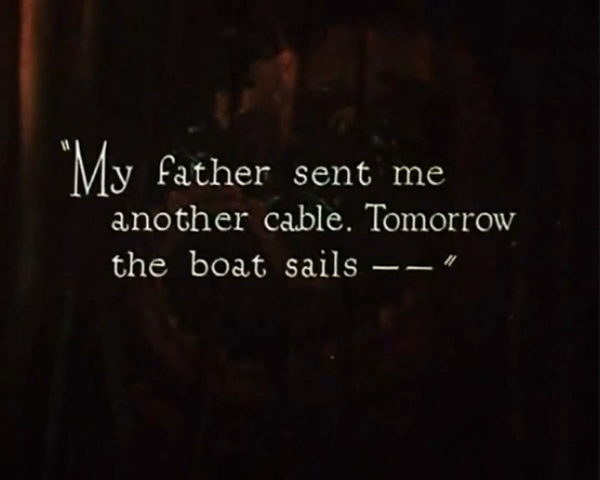 "My father sent me
another cable. Tomorrow
the boat sails — — "